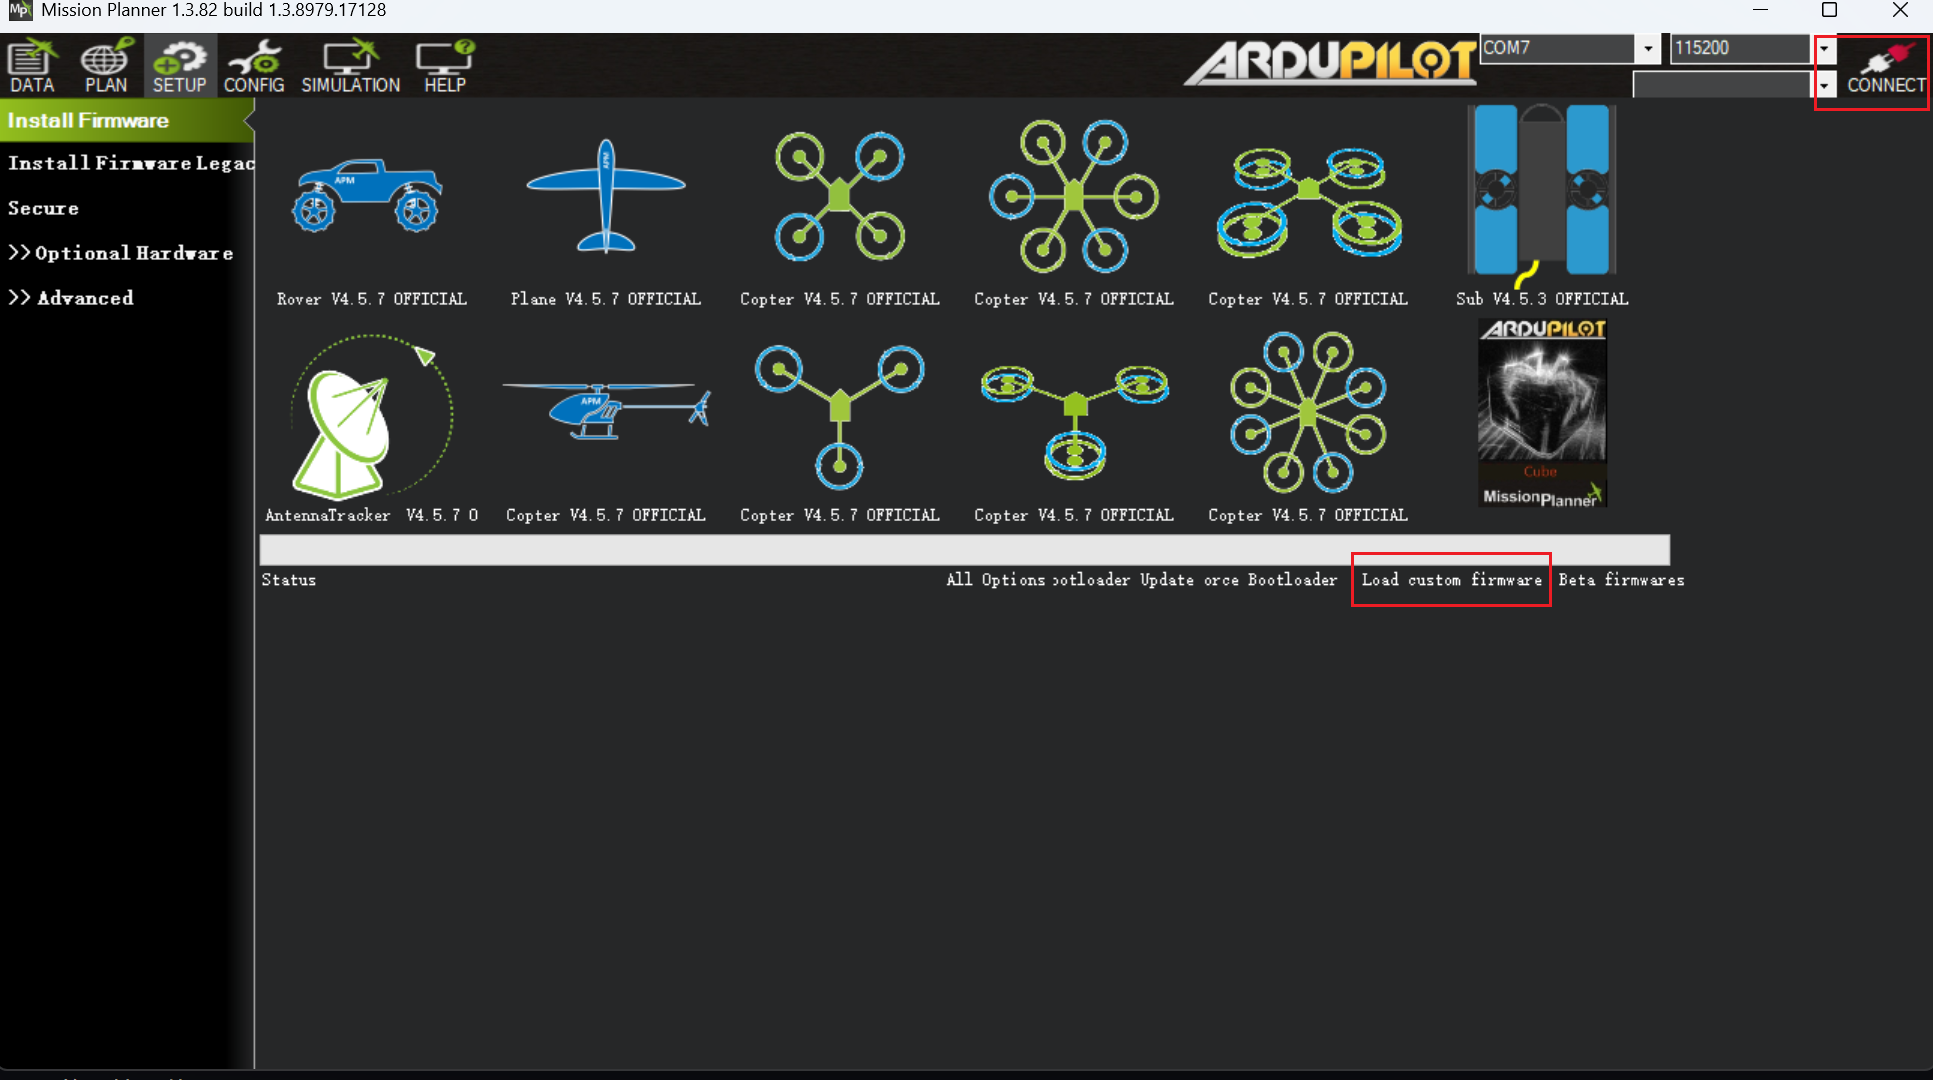 Mission Planner 1.3.82 build 1.3.8979.17128
DATA
PLAN
SETUP
CONFIG
SIMULATION
HELP
ARDUPILOT
COM7
115200
CONNECT
Install Firmware
Install Firmware Legac
Secure
>> Optional Hardware
>> Advanced
APM
APM
Rover V4.5.7 OFFICIAL
Plane V4.5.7 OFFICIAL
Copter V4.5.7 OFFICIAL
Copter V4.5.7 OFFICIAL
Copter V4.5.7 OFFICIAL
Sub V4.5.3 OFFICIAL
APM
ARDUPILOT
Cube
Mission Planner
AntennaTracker V4.5.7 O
Copter V4.5.7 OFFICIAL
Copter V4.5.7 OFFICIAL
Copter V4.5.7 OFFICIAL
Copter V4.5.7 OFFICIAL
Status
All Options
otloader Update
orce Bootloader
Load custom firmware
Beta firmwares